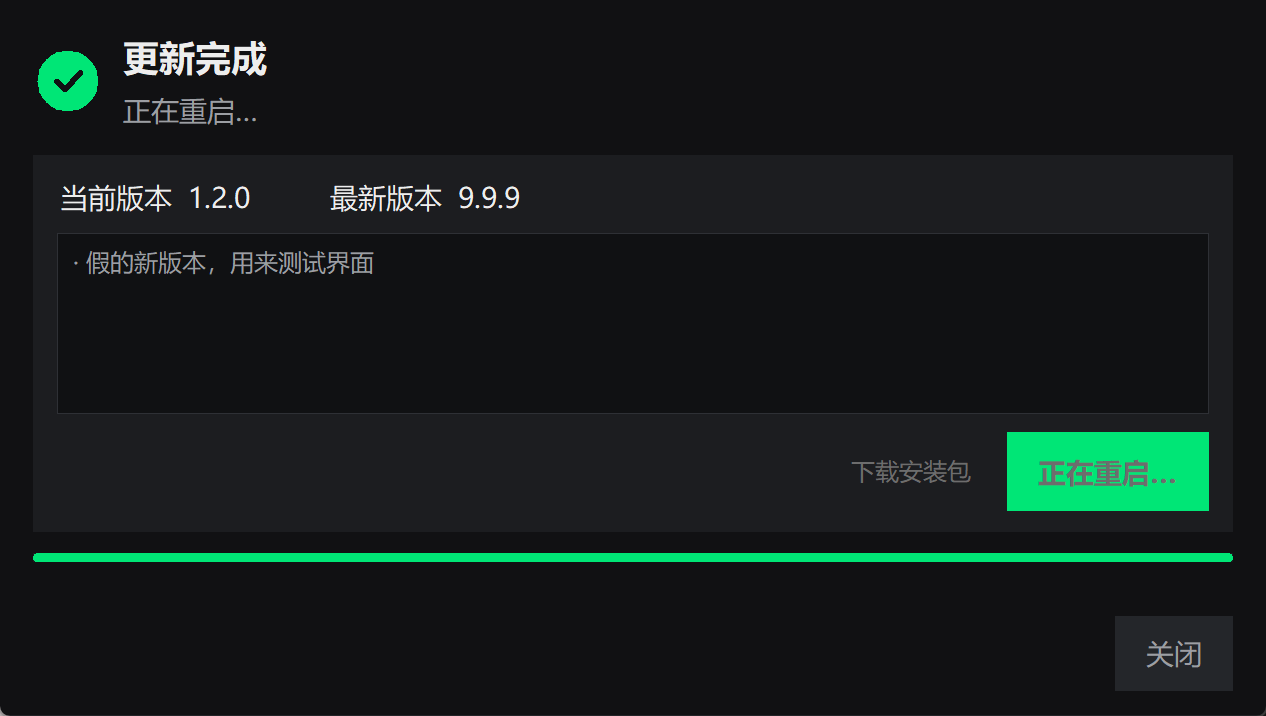 更新完成
正在重启...
当前版本 1.2.0 最新版本 9.9.9
· 假的新版本，用来测试界面
下载安装包 正在重启...
关闭